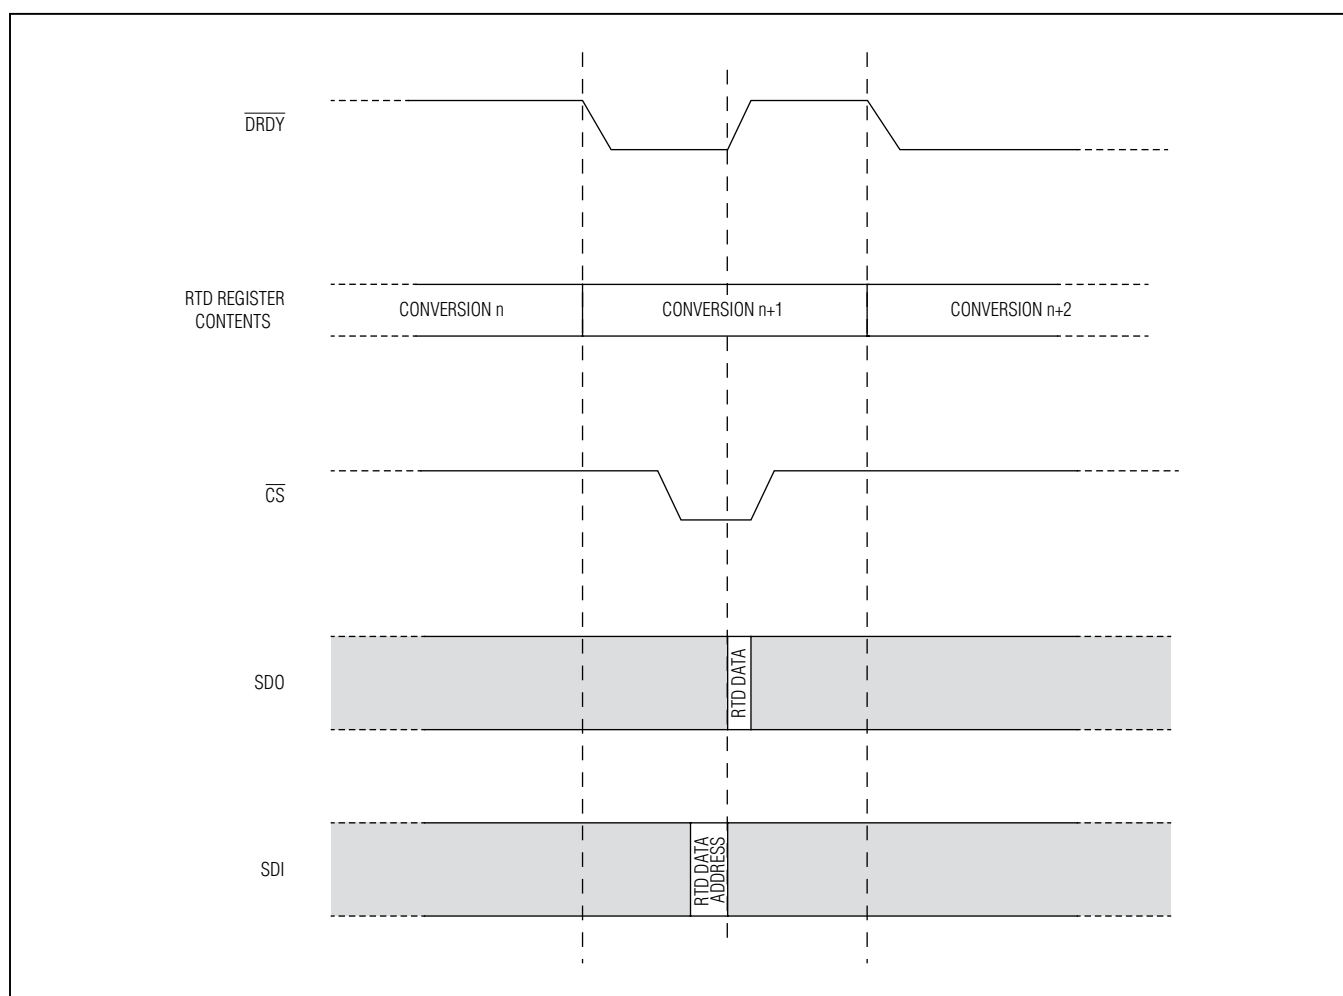 DRDY
RTD REGISTER
CONTENTS
CONVERSION n
CONVERSION n+1
CONVERSION n+2
CS
SDO
RTD DATA
SDI
RTD DATA
ADDRESS